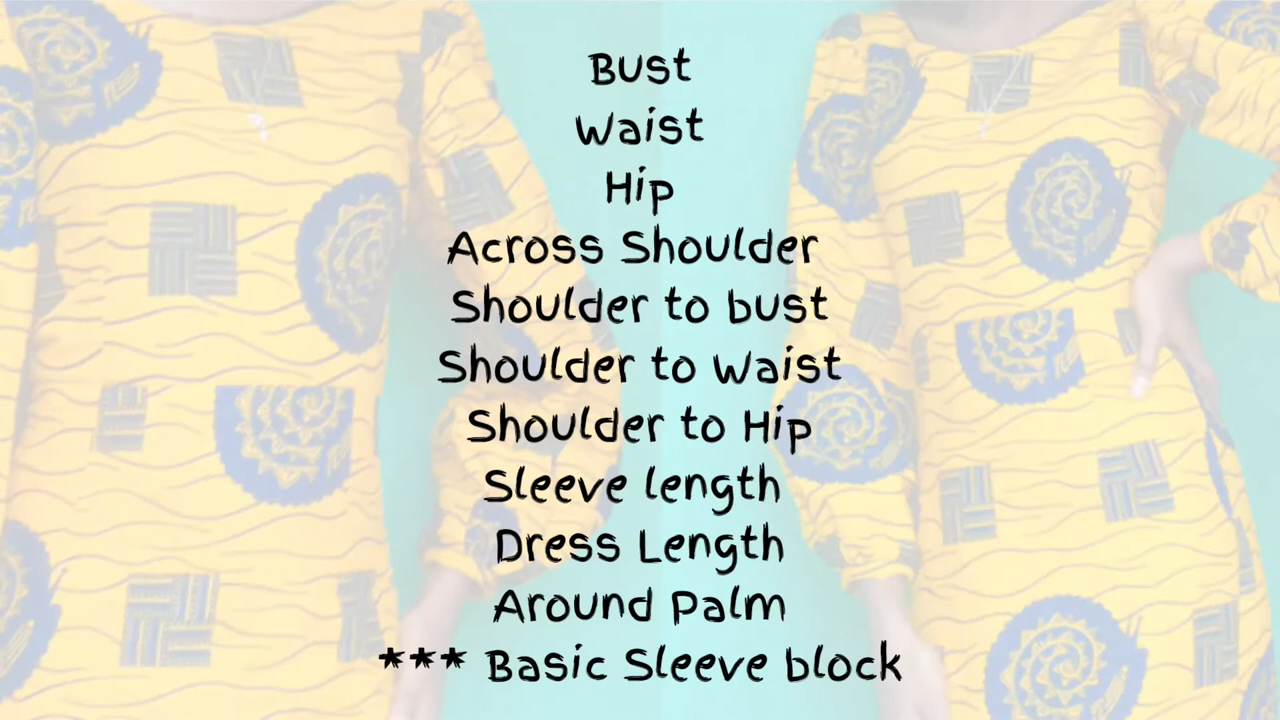 Bust
Waist
Hip
Across Shoulder
Shoulder to bust
Shoulder to Waist
Shoulder to Hip
Sleeve length
Dress Length
Around Palm
*** Basic Sleeve block